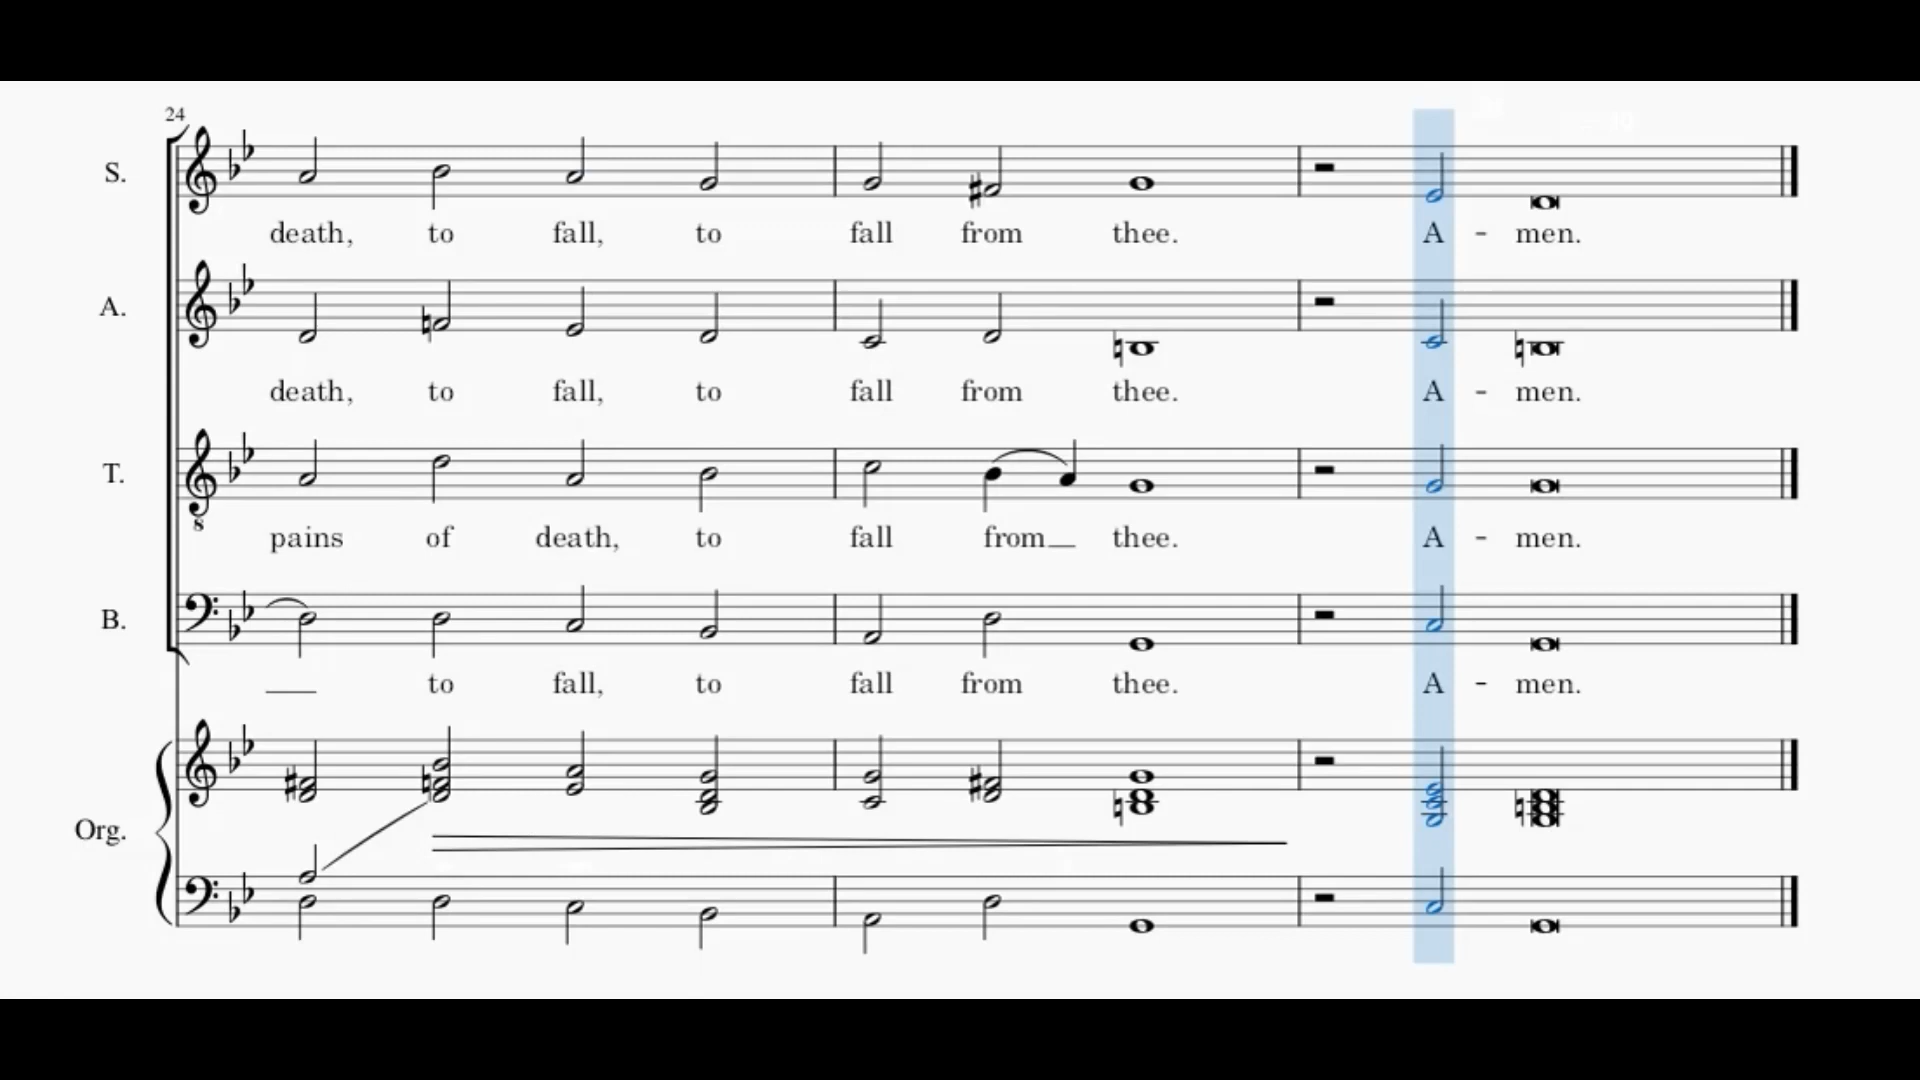 24
S.
death, to fall, to fall from thee. A - men.
A.
death, to fall, to fall from thee. A - men.
T.
8
pains of death, to fall from thee. A - men.
B.
to fall, to fall from thee. A - men.
Org.